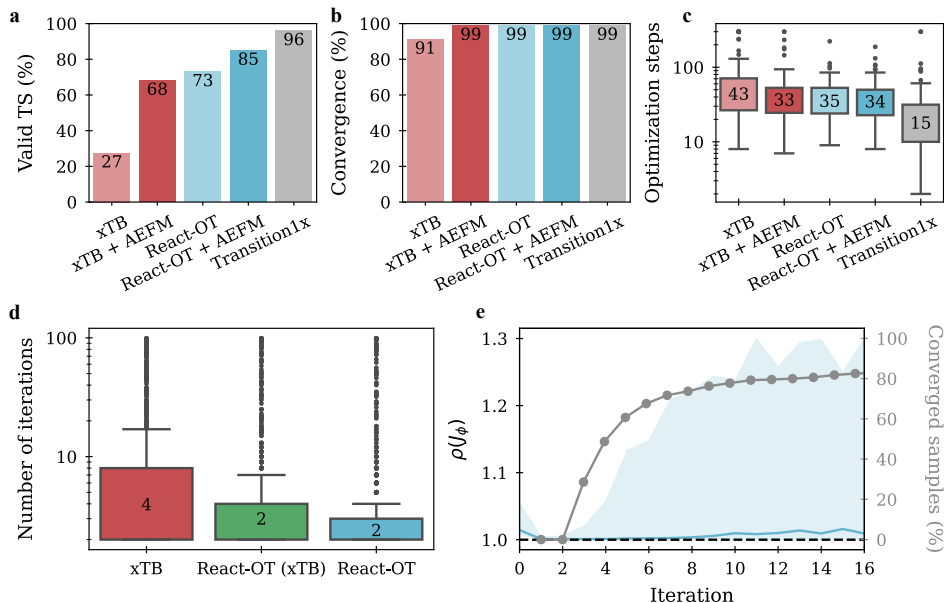 a
Valid TS (%)
100
80
60
40
20
0
27
68
73
85
96
xTB
xTB + AEFM
React-OT
React-OT + AEFM
Transition1x
b
Convergence (%)
100
80
60
40
20
0
91
99
99
99
99
xTB
xTB + AEFM
React-OT
React-OT + AEFM
Transition1x
c
Optimization steps
100
10
43
33
35
34
15
xTB
xTB + AEFM
React-OT
React-OT + AEFM
Transition1x
d
Number of iterations
100
10
4
2
2
xTB
React-OT (xTB)
React-OT
e
ρ(J_ϕ)
1.3
1.2
1.1
1.0
0 2 4 6 8 10 12 14 16
Iteration
100
80
60
40
20
0
Converged samples (%)